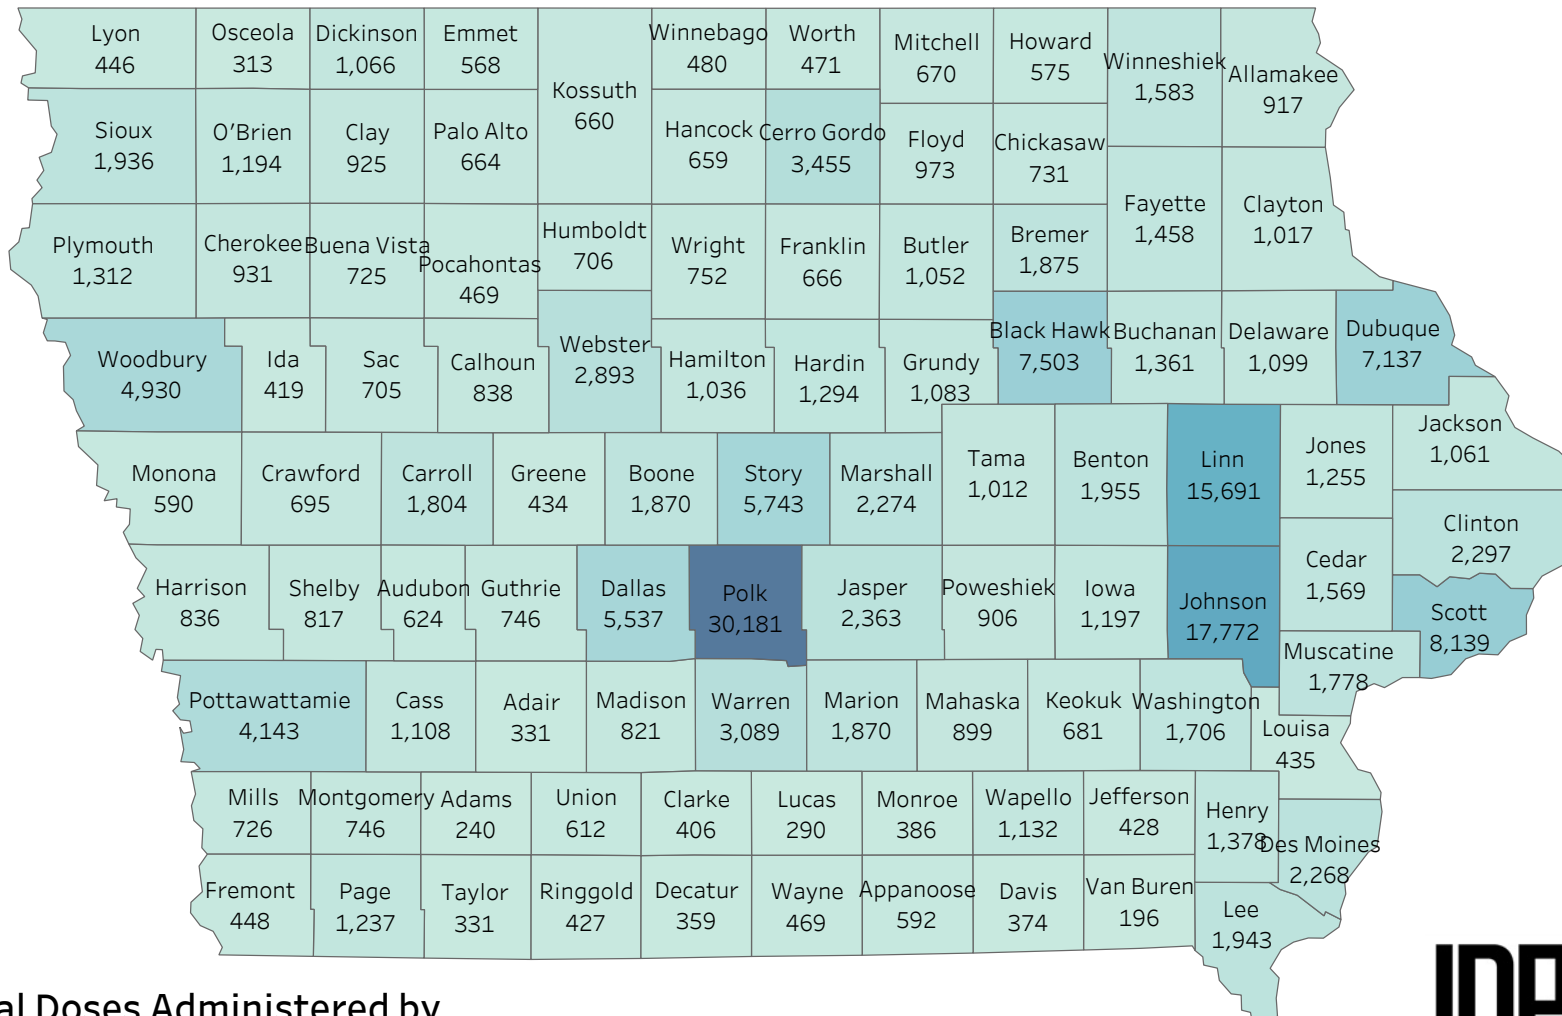 Lyon
446
Osceola
313
Dickinson
1,066
Emmet
568
Kossuth
660
Winnebago
480
Worth
471
Mitchell
670
Howard
575
Winneshiek
1,583
Allamakee
917
Sioux
1,936
O'Brien
1,194
Clay
925
Palo Alto
664
Hancock
659
Cerro Gordo
3,455
Floyd
973
Chickasaw
731
Fayette
1,458
Clayton
1,017
Plymouth
1,312
Cherokee
931
Buena Vista
725
Pocahontas
469
Humboldt
706
Wright
752
Franklin
666
Butler
1,052
Bremer
1,875
Woodbury
4,930
Ida
419
Sac
705
Calhoun
838
Webster
2,893
Hamilton
1,036
Hardin
1,294
Grundy
1,083
Black Hawk
7,503
Buchanan
1,361
Delaware
1,099
Dubuque
7,137
Jackson
1,061
Monona
590
Crawford
695
Carroll
1,804
Greene
434
Boone
1,870
Story
5,743
Marshall
2,274
Tama
1,012
Benton
1,955
Linn
15,691
Jones
1,255
Clinton
2,297
Harrison
836
Shelby
817
Audubon
624
Guthrie
746
Dallas
5,537
Polk
30,181
Jasper
2,363
Poweshiek
906
Iowa
1,197
Johnson
17,772
Cedar
1,569
Scott
8,139
Muscatine
1,778
Pottawattamie
4,143
Cass
1,108
Adair
331
Madison
821
Warren
3,089
Marion
1,870
Mahaska
899
Keokuk
681
Washington
1,706
Louisa
435
Mills
726
Montgomery
746
Adams
240
Union
612
Clarke
406
Lucas
290
Monroe
386
Wapello
1,132
Jefferson
428
Henry
1,378
Des Moines
2,268
Fremont
448
Page
1,237
Taylor
331
Ringgold
427
Decatur
359
Wayne
469
Appanoose
592
Davis
374
Van Buren
196
Lee
1,943
al Doses Administered by